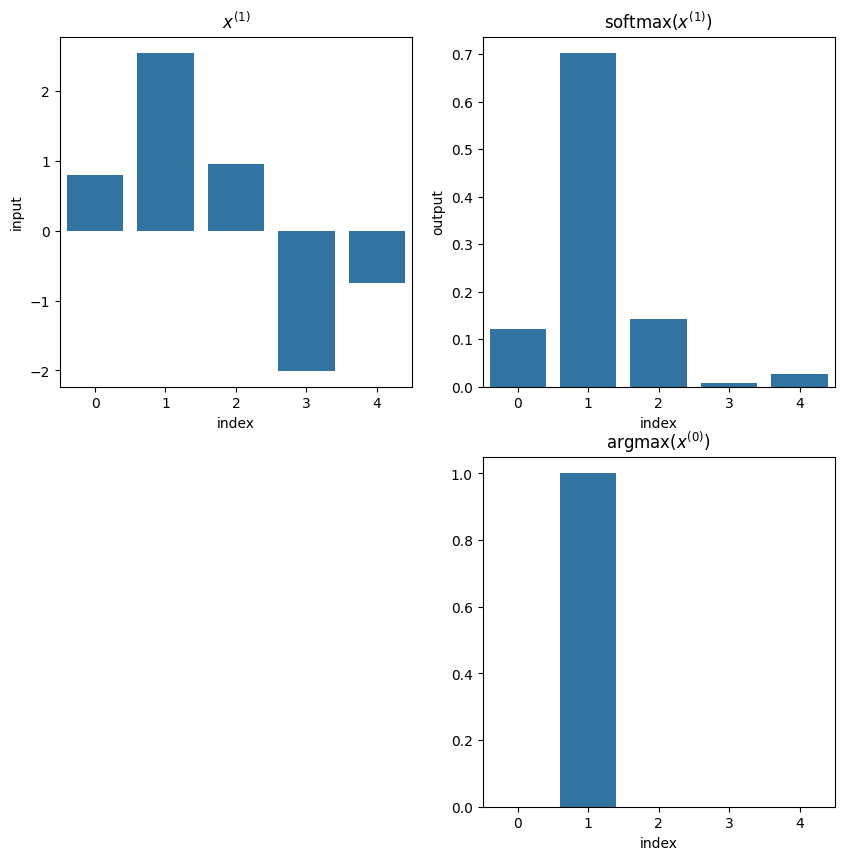 x^(1)
2
1
0
−1
−2
input
0 1 2 3 4
index
softmax(x^(1))
0.7
0.6
0.5
0.4
0.3
0.2
0.1
0.0
output
0 1 2 3 4
index
argmax(x^(0))
1.0
0.8
0.6
0.4
0.2
0.0
0 1 2 3 4
index